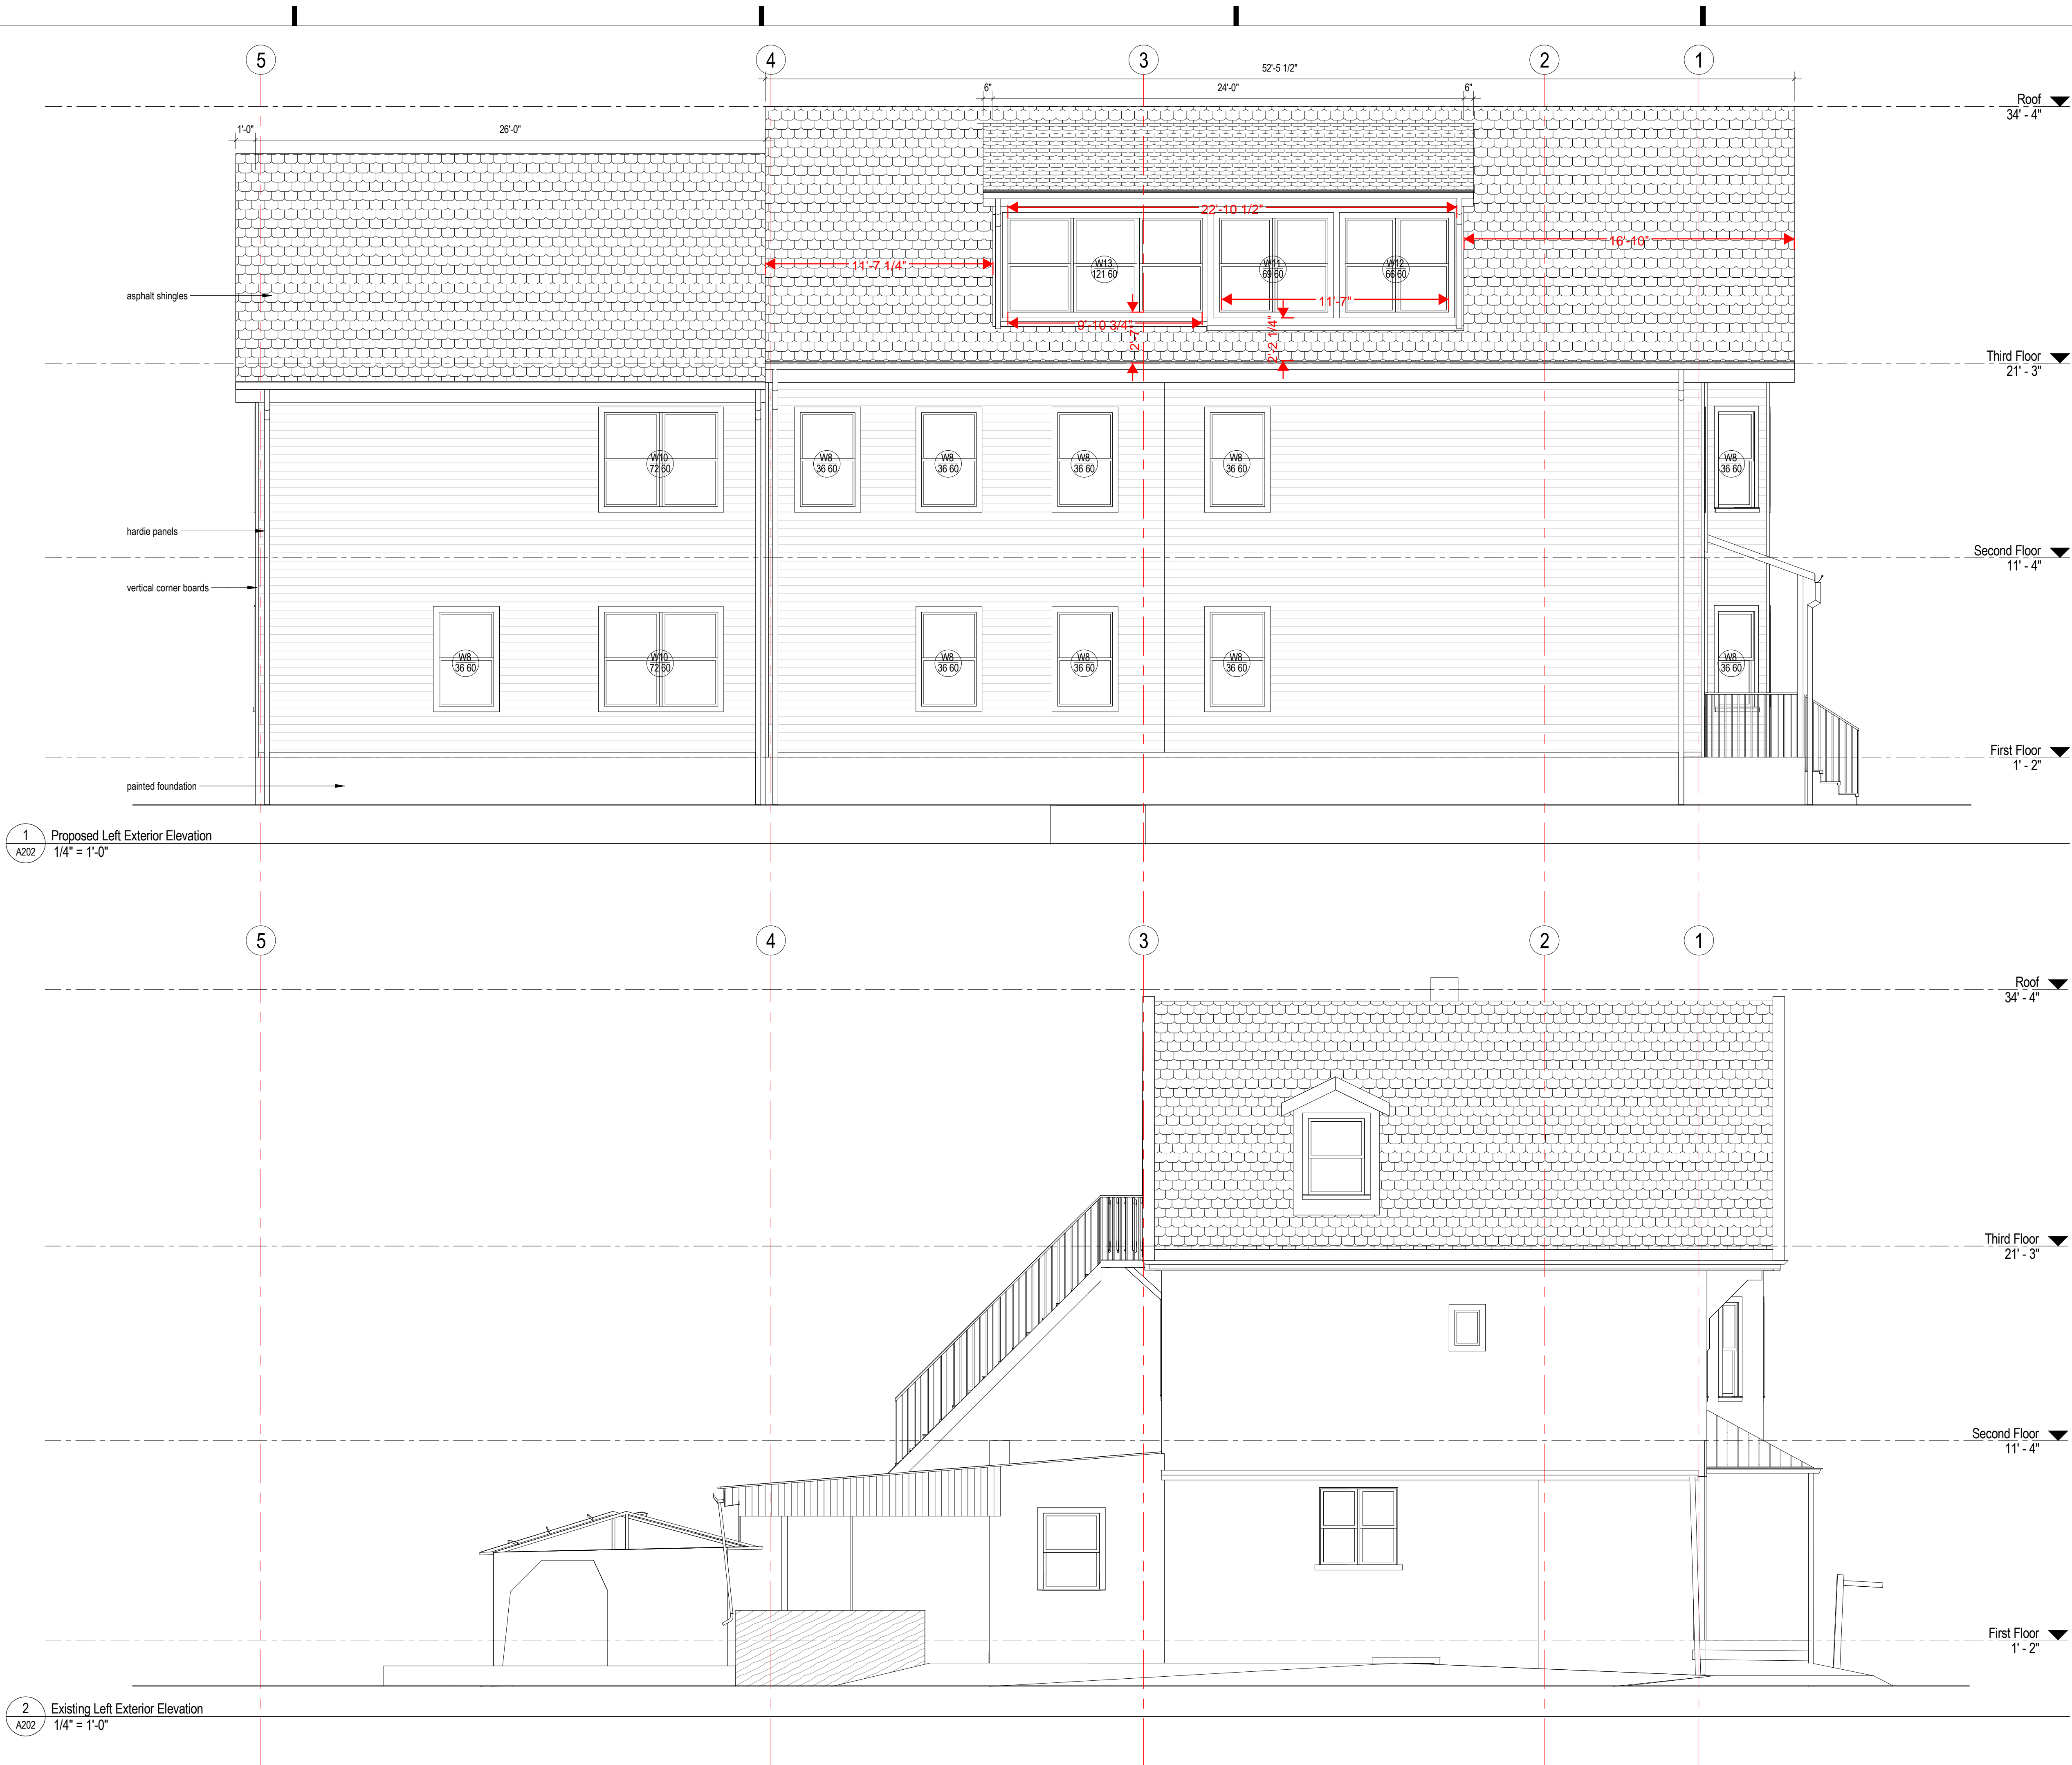 5
4
3
2
1
52'-5 1/2"
6"
24'-0"
6"
Roof
34' - 4"
1'-0"
26'-0"
22'-10 1/2"
16'-10"
11'-7 1/4"
W13
121 60
W11
69 60
W12
66 60
asphalt shingles
11'-7"
9'-10 3/4"
2'-7"
2'-2 1/4"
Third Floor
21' - 3"
W10
72 60
W8
36 60
W8
36 60
W8
36 60
W8
36 60
W8
36 60
hardie panels
Second Floor
11' - 4"
vertical corner boards
W8
36 60
W10
72 60
W8
36 60
W8
36 60
W8
36 60
W8
36 60
First Floor
1' - 2"
painted foundation
1
A202
Proposed Left Exterior Elevation
1/4" = 1'-0"
5
4
3
2
1
Roof
34' - 4"
Third Floor
21' - 3"
Second Floor
11' - 4"
First Floor
1' - 2"
2
A202
Existing Left Exterior Elevation
1/4" = 1'-0"